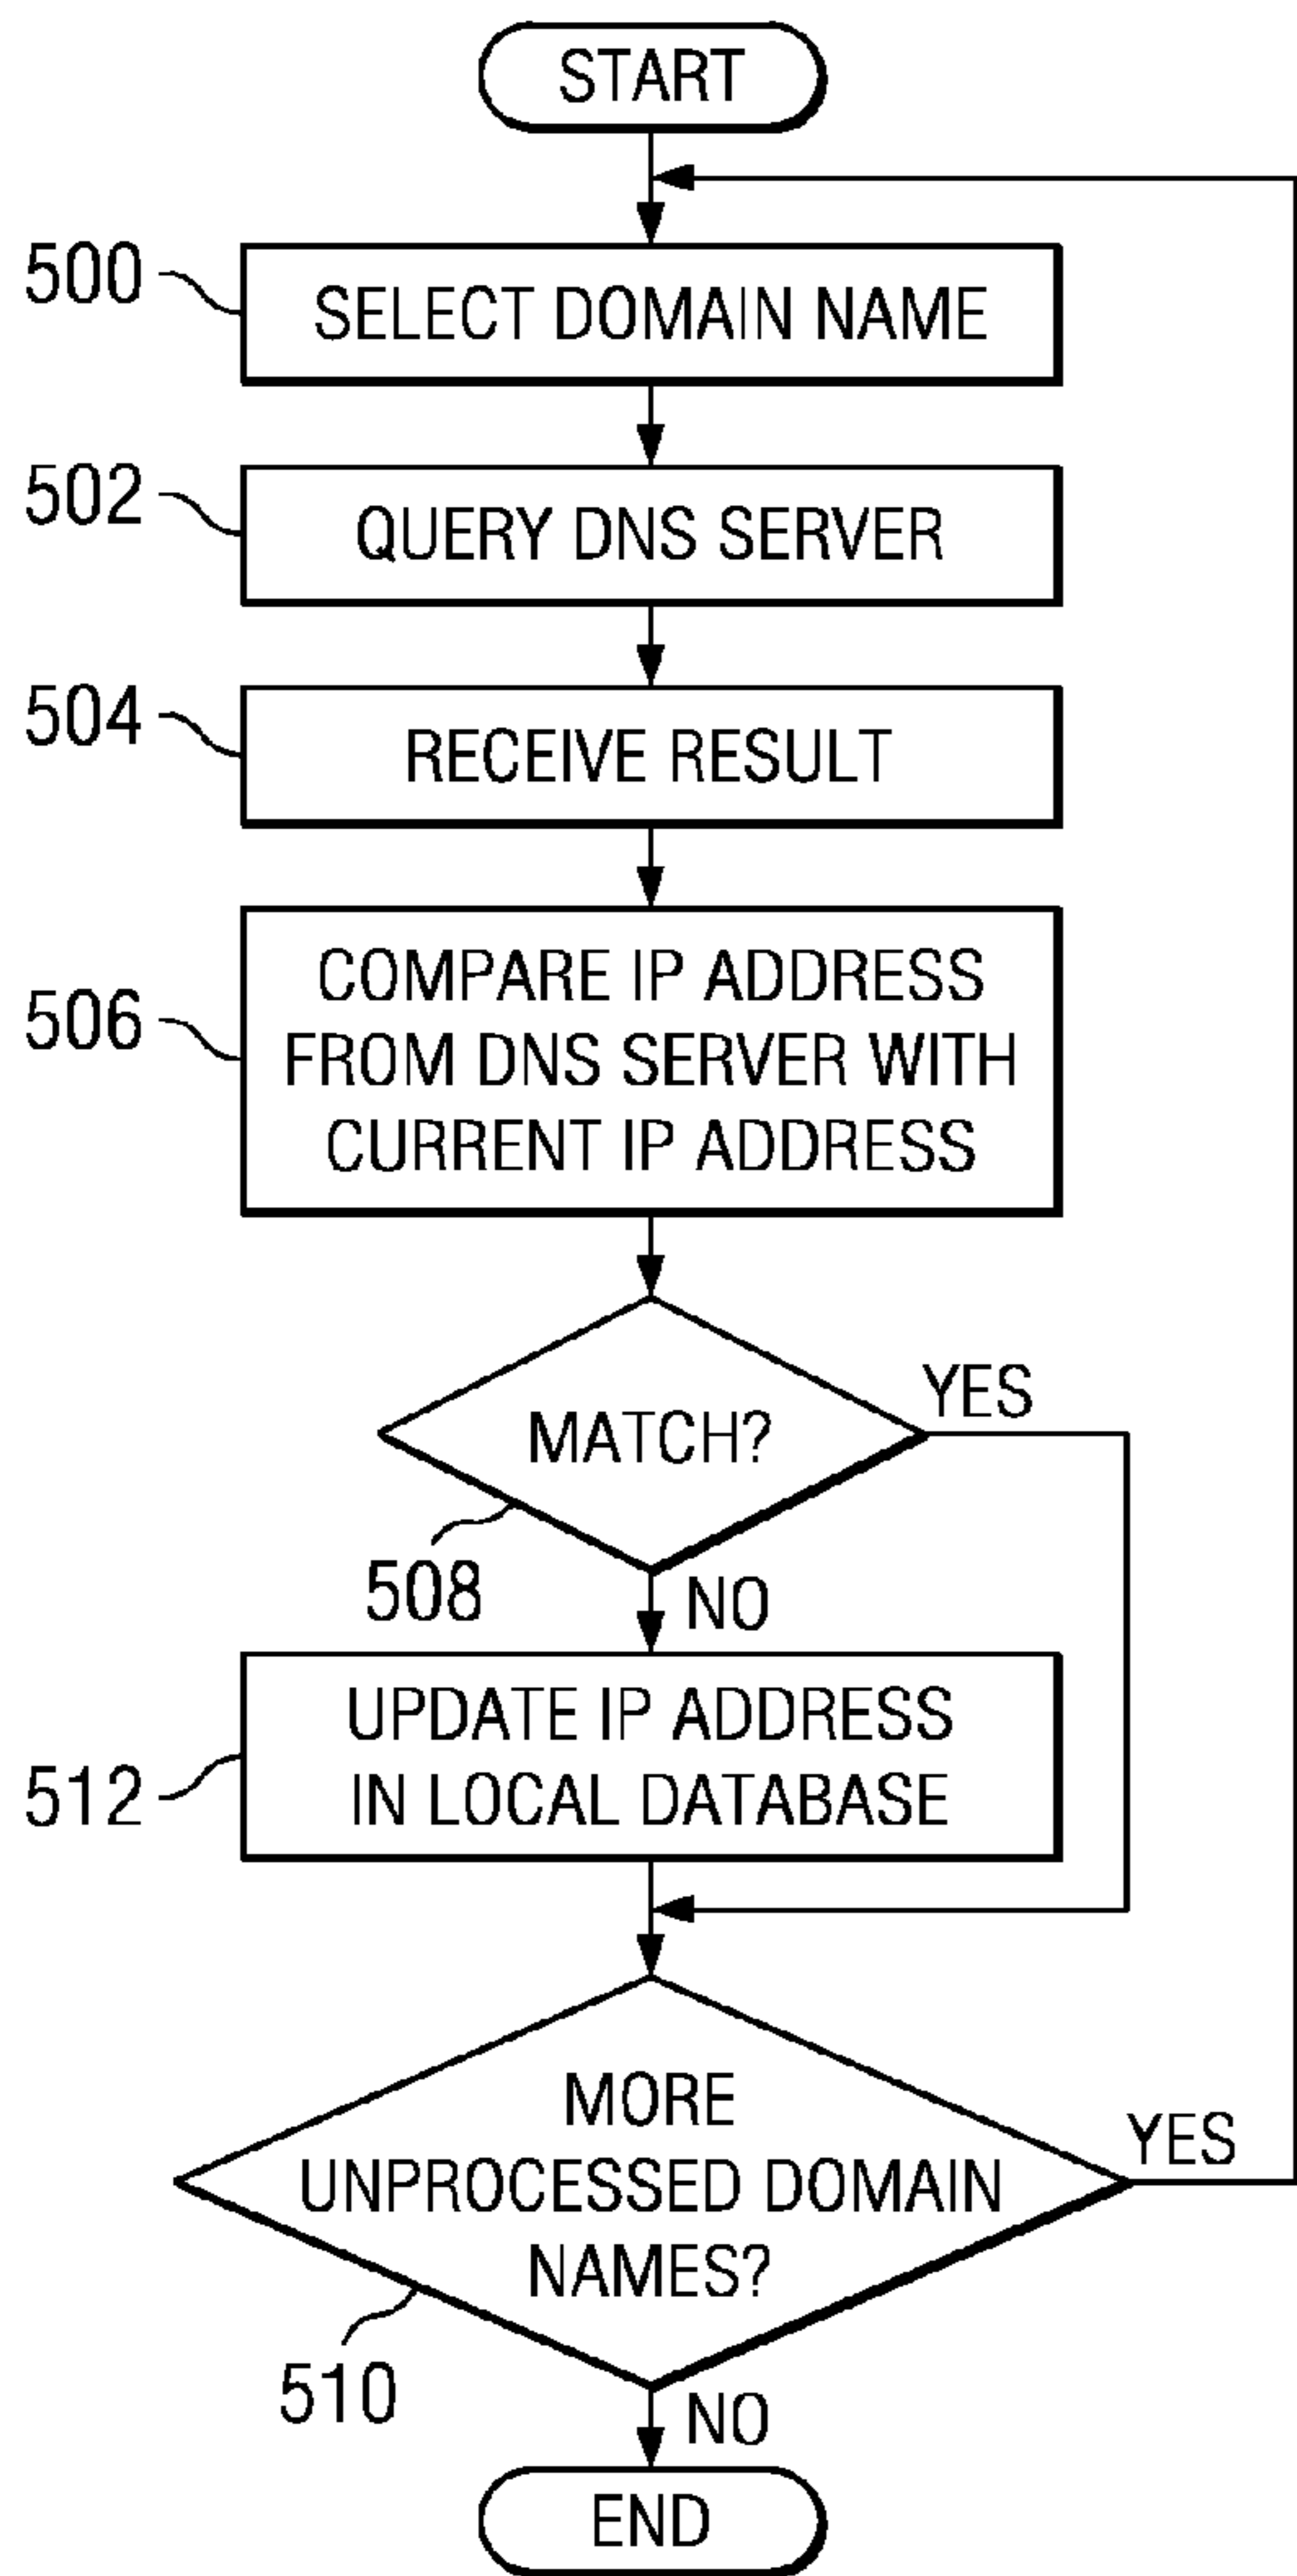 START
500
SELECT DOMAIN NAME
502
QUERY DNS SERVER
504
RECEIVE RESULT
506
COMPARE IP ADDRESS
FROM DNS SERVER WITH
CURRENT IP ADDRESS
MATCH?
YES
508
NO
512
UPDATE IP ADDRESS
IN LOCAL DATABASE
MORE
UNPROCESSED DOMAIN
NAMES?
YES
510
NO
END